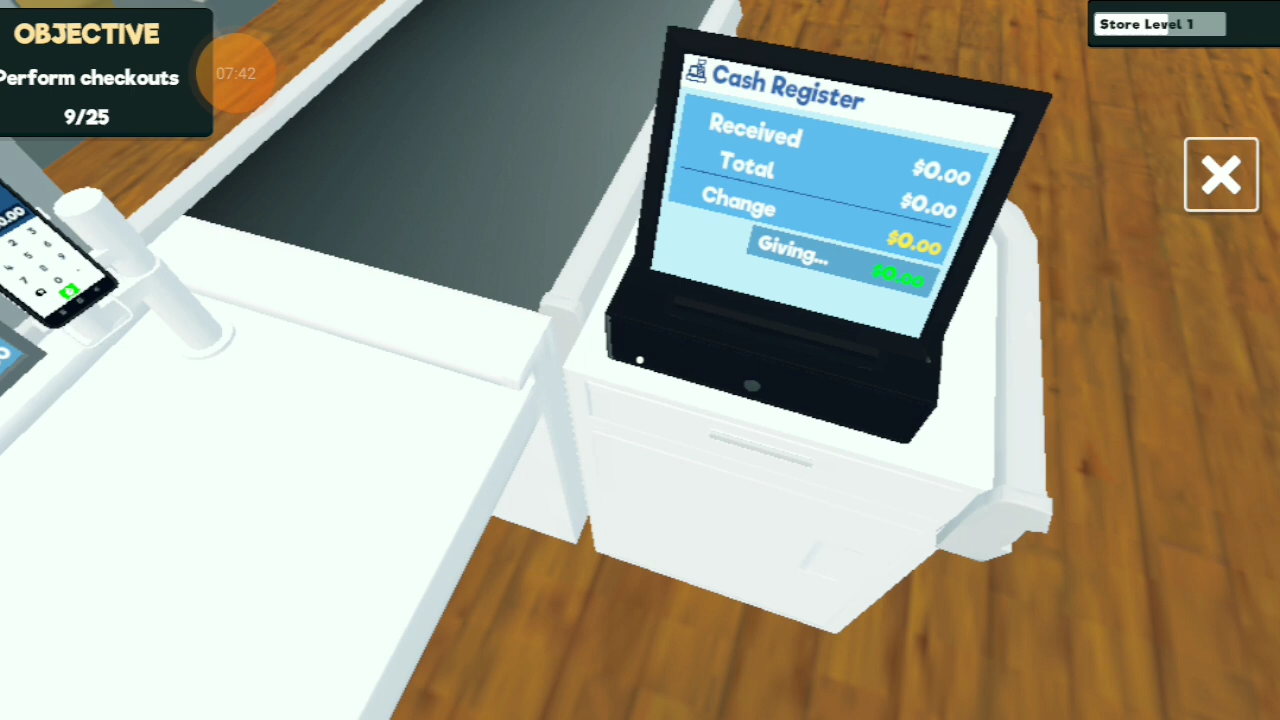 OBJECTIVE
Perform checkouts
9/25
07:42
Store Level 1
Cash Register
Received $0.00
Total $0.00
Change $0.00
Giving... $0.00